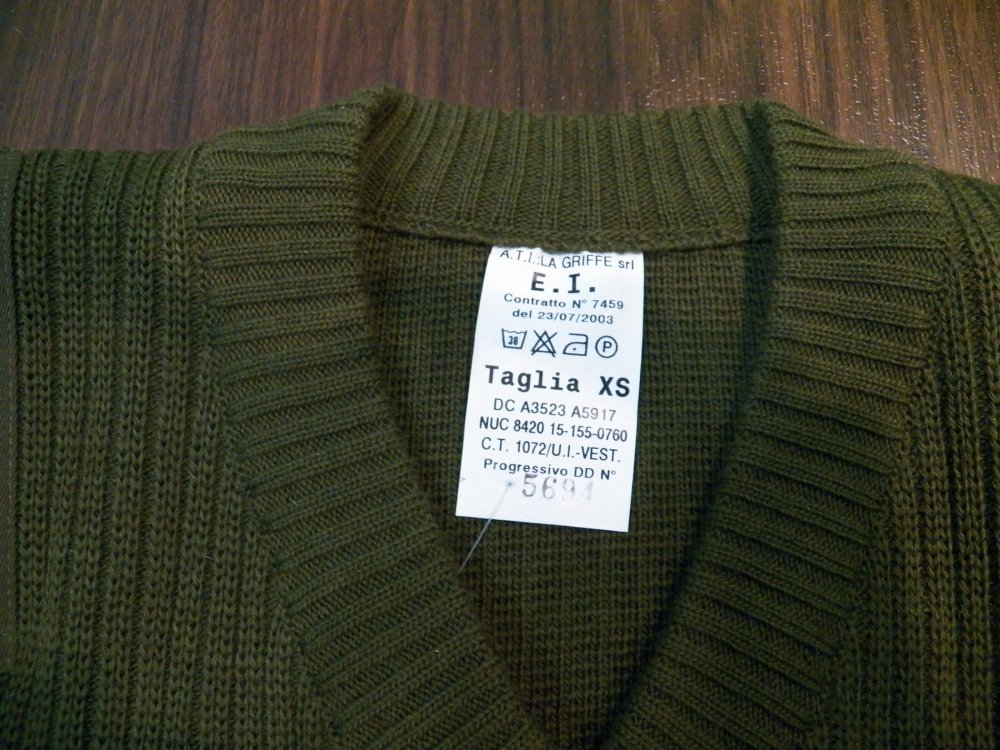 A.T.I.:LA GRIFFE srl
E.I.
Contratto N° 7459
del 23/07/2003
30 P
Taglia XS
DC A3523 A5917
NUC 8420 15-155-0760
C.T. 1072/U.I.-VEST.
Progressivo DD N°
5694